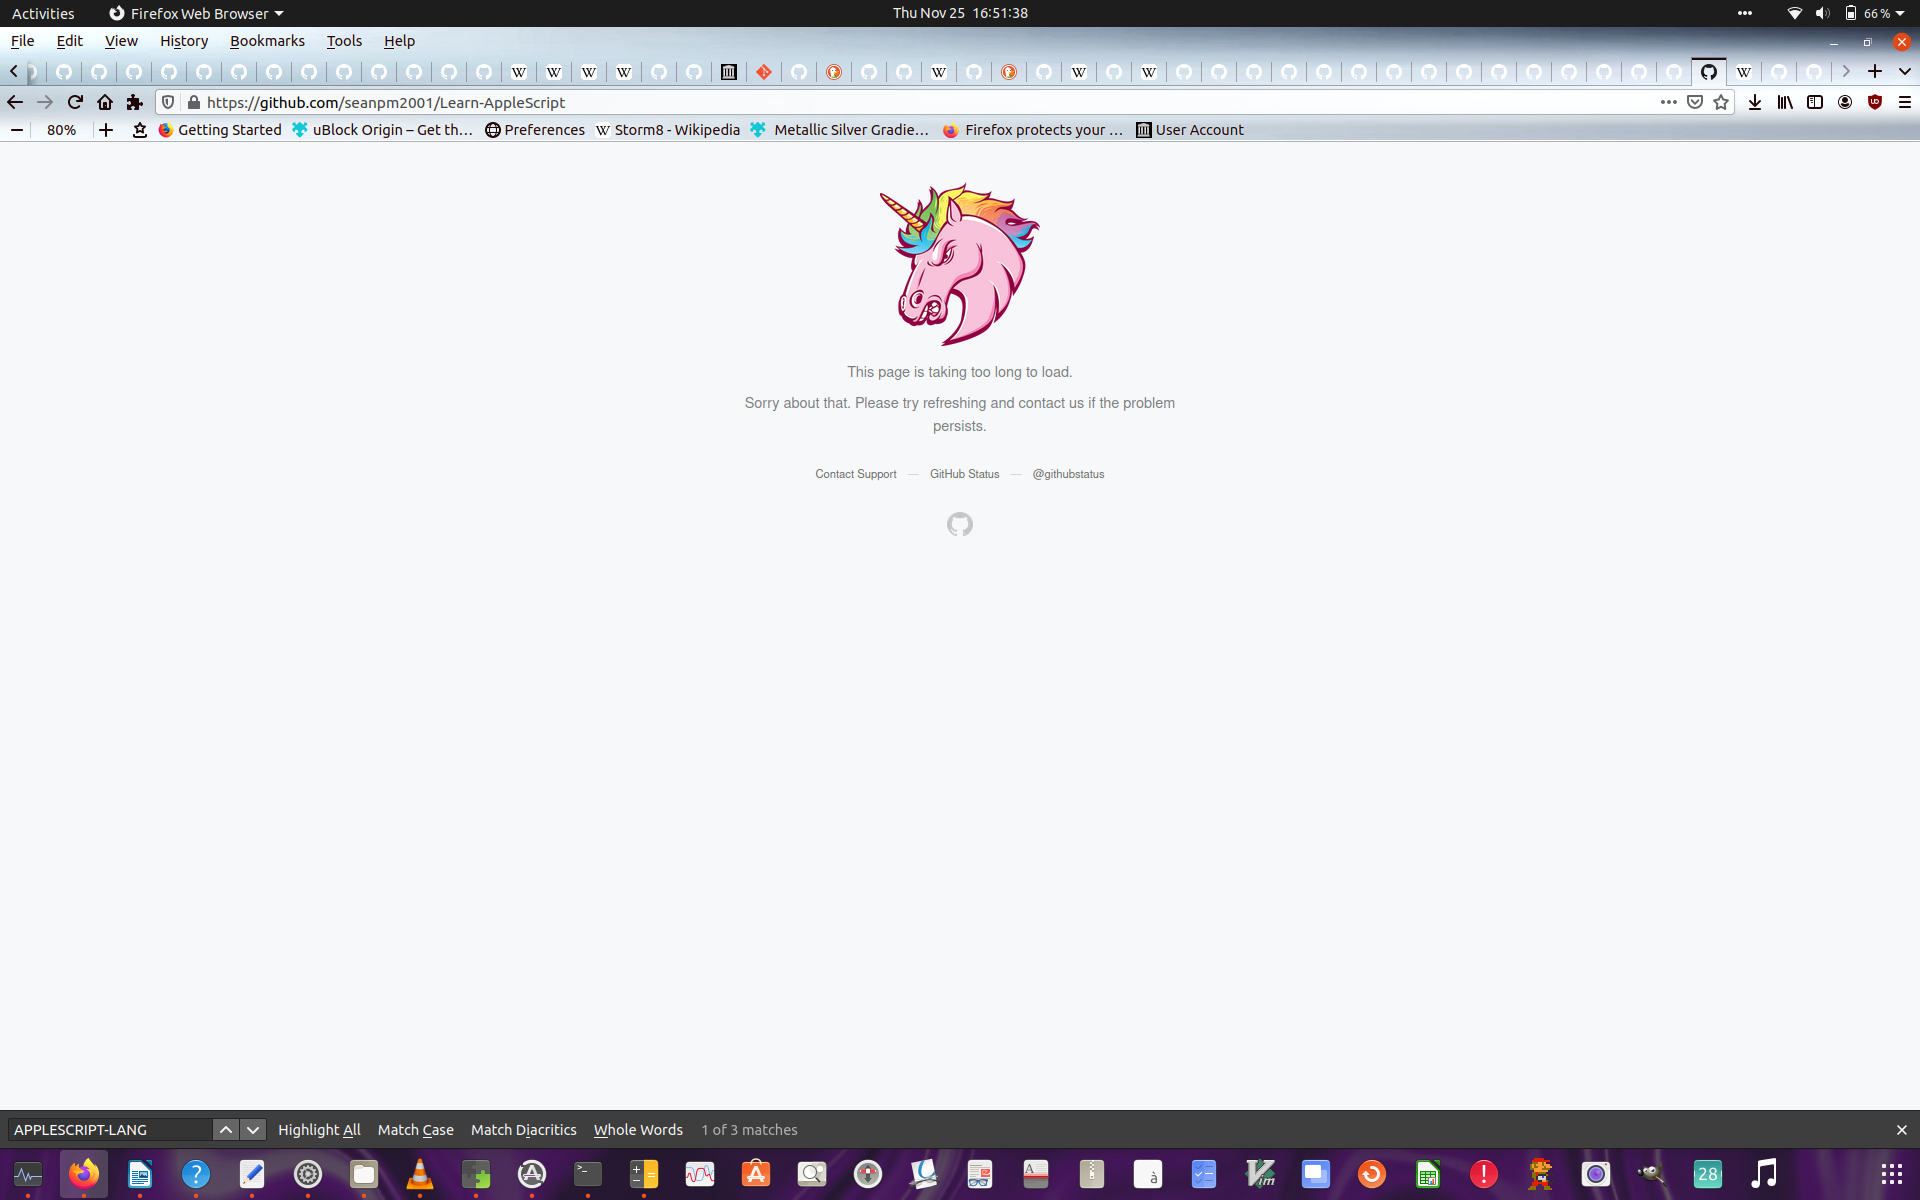 Activities Firefox Web Browser Thu Nov 25 16:51:38 66%
File Edit View History Bookmarks Tools Help
https://github.com/seanpm2001/Learn-AppleScript
80% Getting Started uBlock Origin – Get th… Preferences Storm8 - Wikipedia Metallic Silver Gradie… Firefox protects your … User Account
This page is taking too long to load.
Sorry about that. Please try refreshing and contact us if the problem
persists.
Contact Support — GitHub Status — @githubstatus
APPLESCRIPT-LANG Highlight All Match Case Match Diacritics Whole Words 1 of 3 matches
28